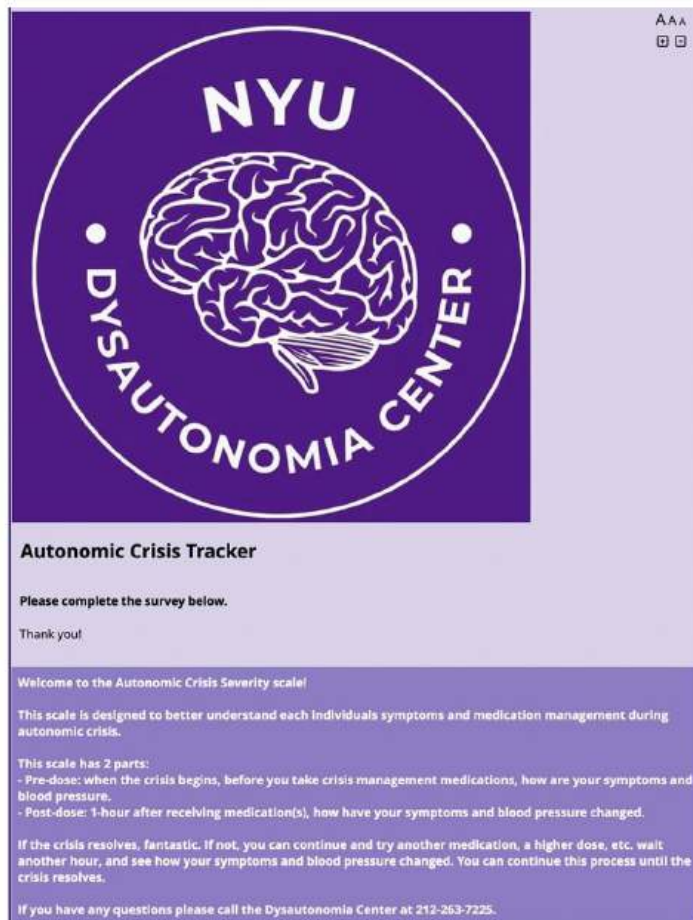 AAA
NYU
DYSAUTONOMIA CENTER
Autonomic Crisis Tracker
Please complete the survey below.
Thank you!
Welcome to the Autonomic Crisis Severity scale!
This scale is designed to better understand each individuals symptoms and medication management during
autonomic crisis.
This scale has 2 parts:
- Pre-dose: when the crisis begins, before you take crisis management medications, how are your symptoms and
blood pressure.
- Post-dose: 1-hour after receiving medication(s), how have your symptoms and blood pressure changed.
If the crisis resolves, fantastic. If not, you can continue and try another medication, a higher dose, etc. wait
another hour, and see how your symptoms and blood pressure changed. You can continue this process until the
crisis resolves.
If you have any questions please call the Dysautonomia Center at 212-263-7225.